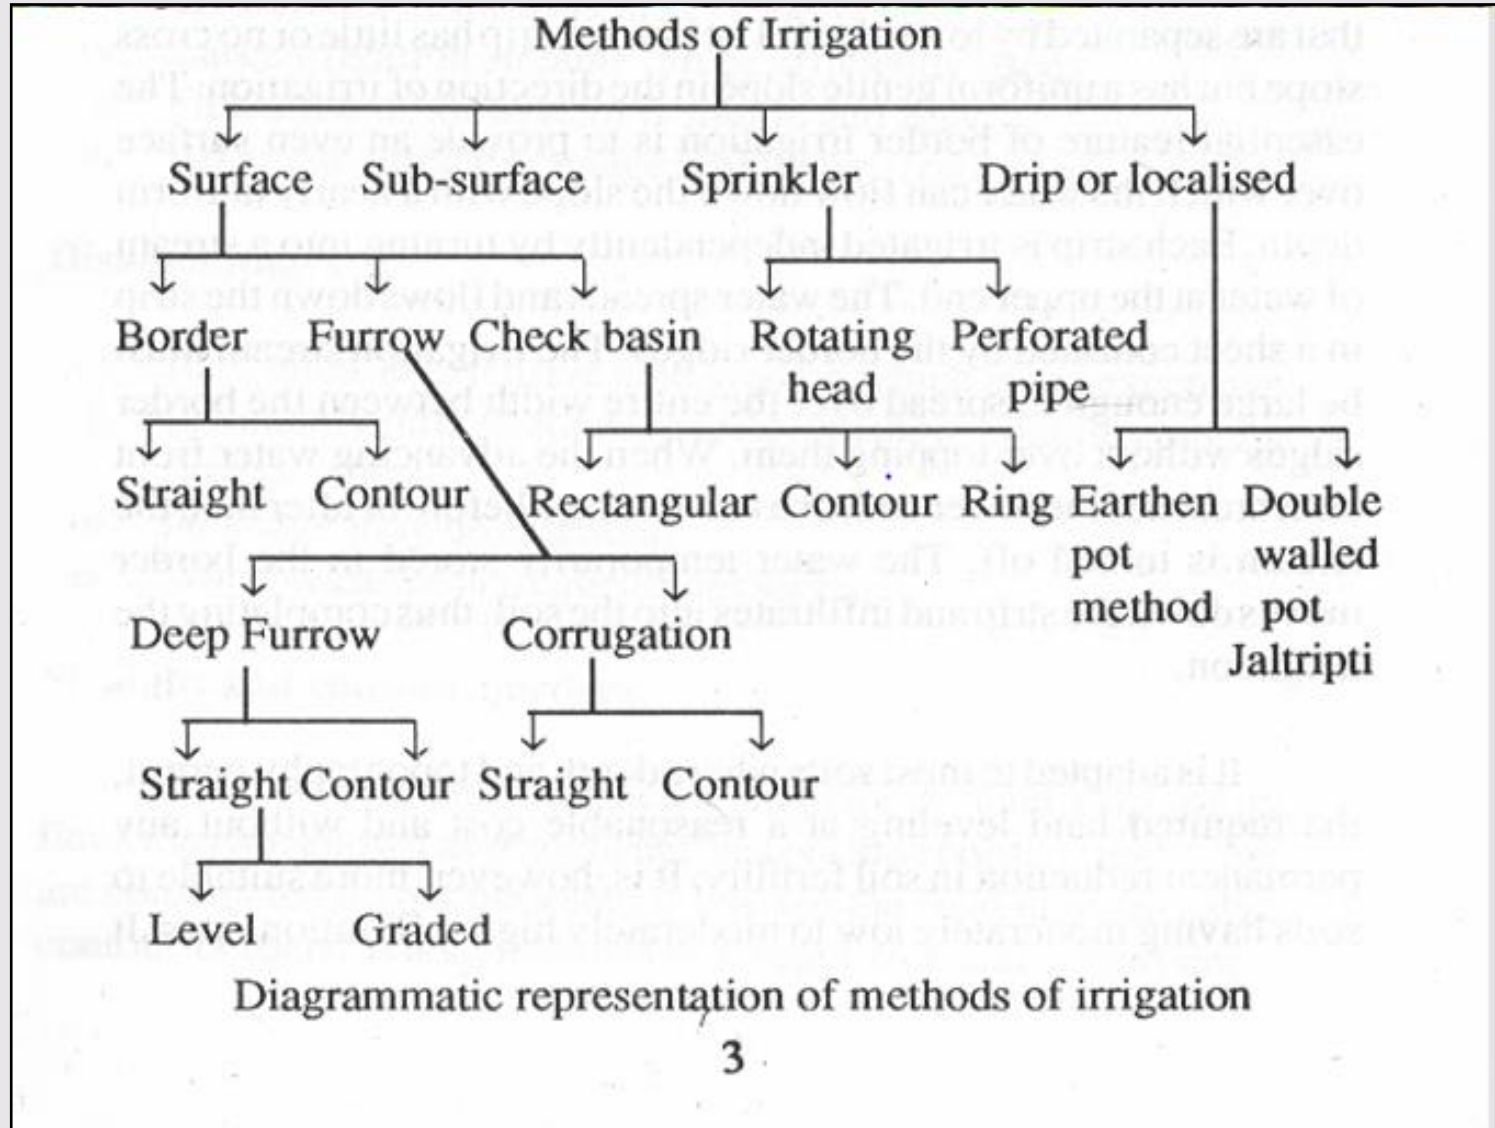 Methods of Irrigation
Surface Sub-surface Sprinkler Drip or localised
Border Furrow Check basin Rotating head Perforated pipe
Straight Contour Rectangular Contour Ring Earthen pot method Double walled pot Jaltripti
Deep Furrow Corrugation
Straight Contour Straight Contour
Level Graded
Diagrammatic representation of methods of irrigation
3